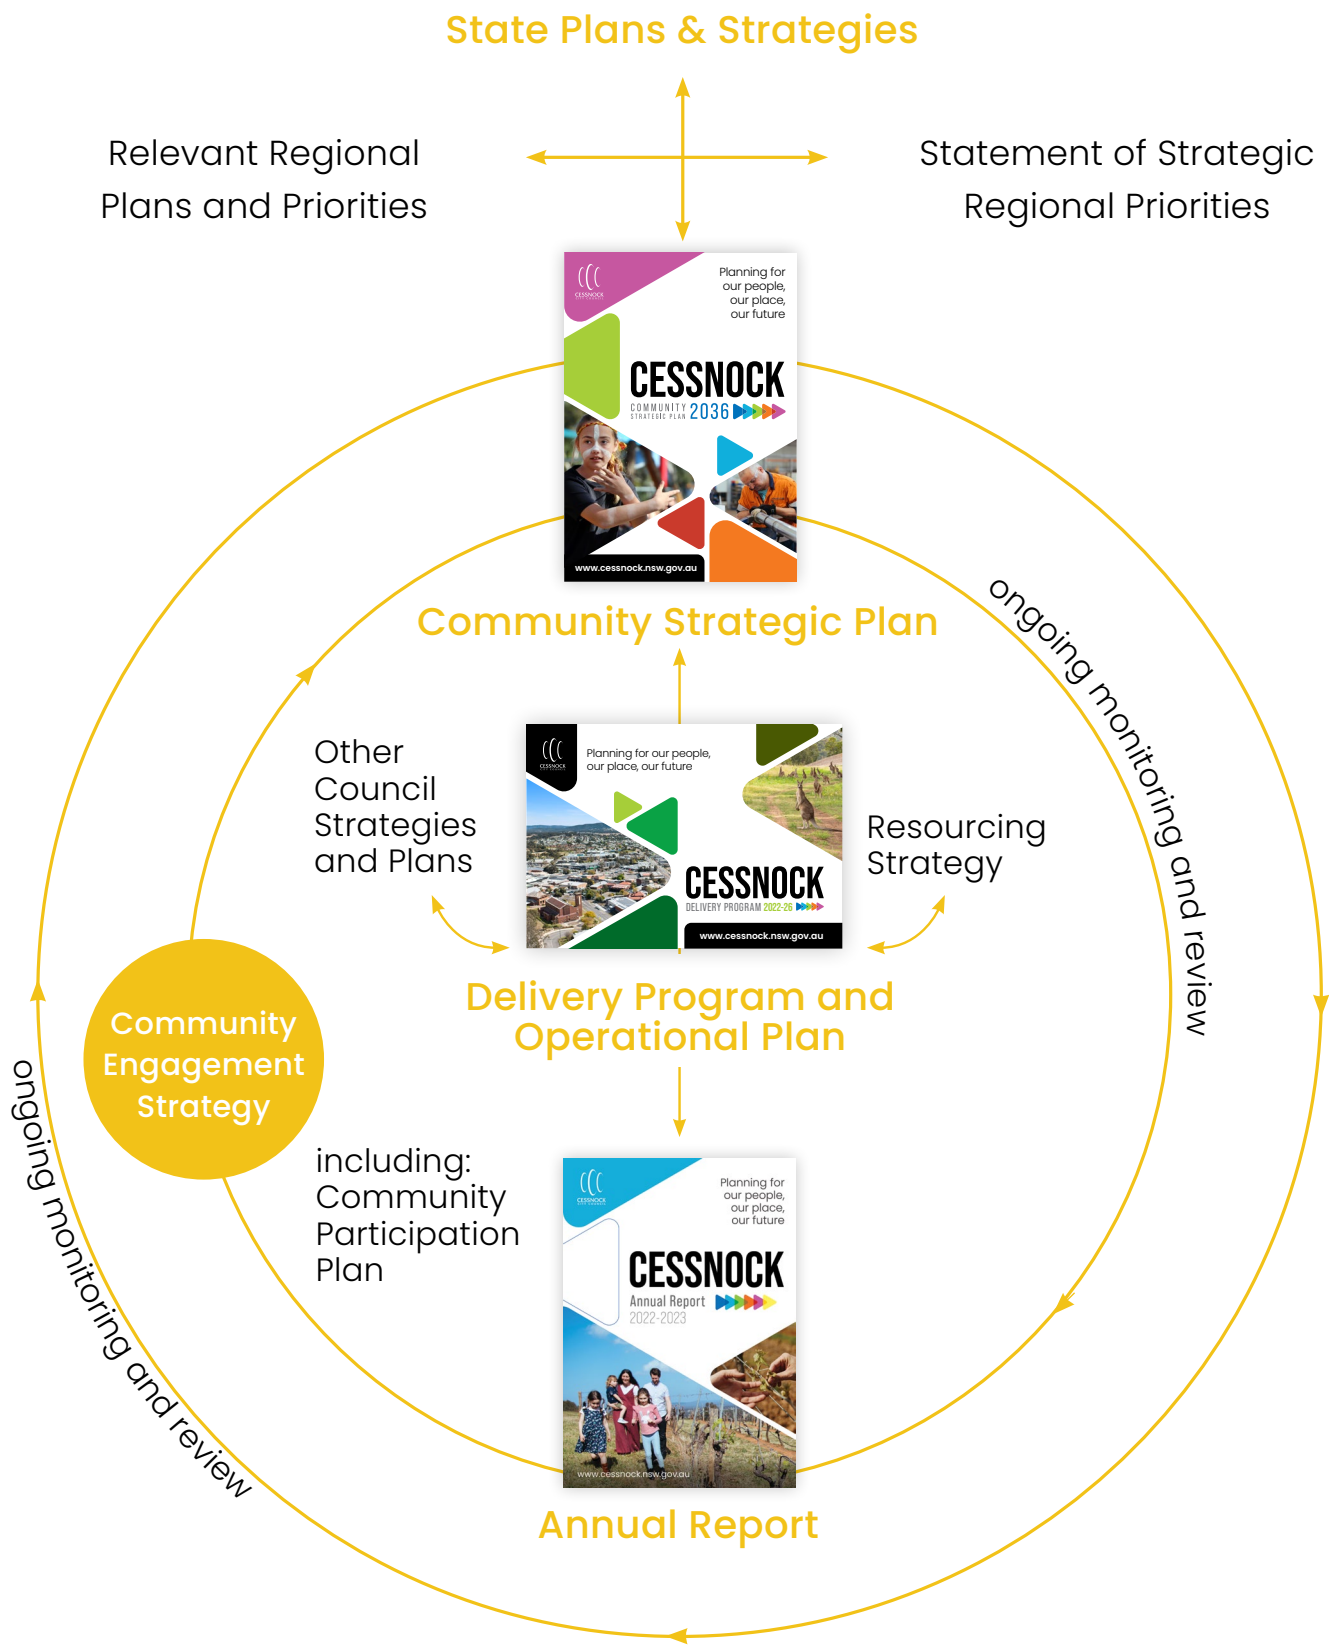 State Plans & Strategies
Relevant Regional
Plans and Priorities
Statement of Strategic
Regional Priorities
CESSNOCK
Planning for
our people,
our place,
our future
CESSNOCK
COMMUNITY
STRATEGIC PLAN 2036
www.cessnock.nsw.gov.au
Community Strategic Plan
ongoing monitoring and review
Other
Council
Strategies
and Plans
CESSNOCK
Planning for our people,
our place, our future
CESSNOCK
DELIVERY PROGRAM 2022-26
www.cessnock.nsw.gov.au
Resourcing
Strategy
Delivery Program and
Operational Plan
Community
Engagement
Strategy
including:
Community
Participation
Plan
ongoing monitoring and review
CESSNOCK
Planning for
our people,
our place,
our future
CESSNOCK
Annual Report
2022-2023
www.cessnock.nsw.gov.au
Annual Report